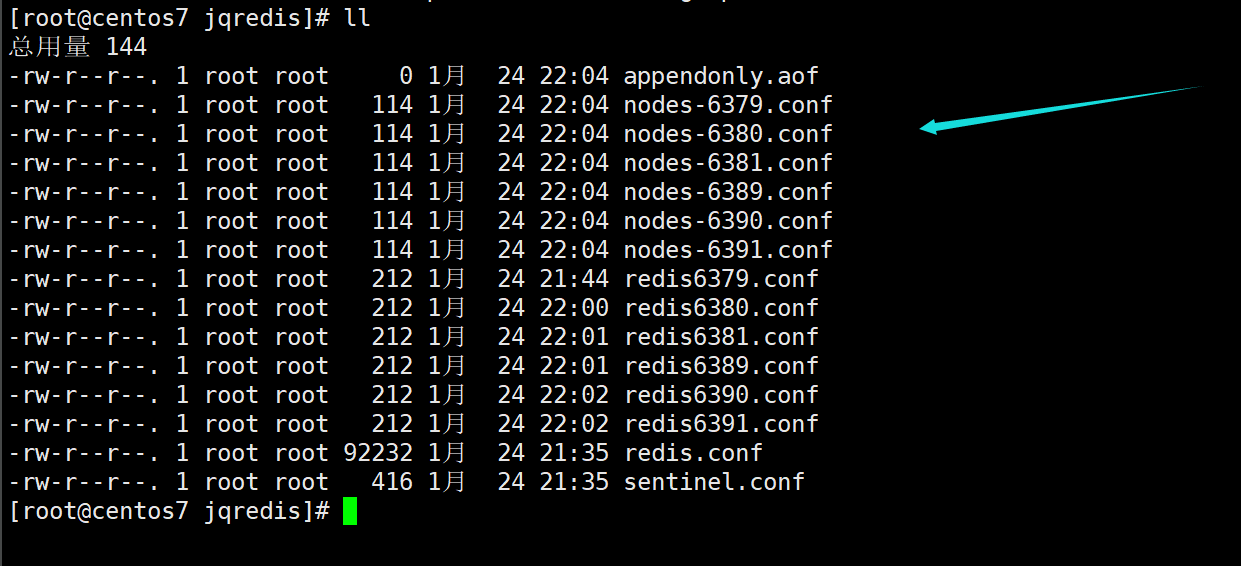 [root@centos7 jqredis]# ll
总用量 144
-rw-r--r--. 1 root root     0 1月  24 22:04 appendonly.aof
-rw-r--r--. 1 root root   114 1月  24 22:04 nodes-6379.conf
-rw-r--r--. 1 root root   114 1月  24 22:04 nodes-6380.conf
-rw-r--r--. 1 root root   114 1月  24 22:04 nodes-6381.conf
-rw-r--r--. 1 root root   114 1月  24 22:04 nodes-6389.conf
-rw-r--r--. 1 root root   114 1月  24 22:04 nodes-6390.conf
-rw-r--r--. 1 root root   114 1月  24 22:04 nodes-6391.conf
-rw-r--r--. 1 root root   212 1月  24 21:44 redis6379.conf
-rw-r--r--. 1 root root   212 1月  24 22:00 redis6380.conf
-rw-r--r--. 1 root root   212 1月  24 22:01 redis6381.conf
-rw-r--r--. 1 root root   212 1月  24 22:01 redis6389.conf
-rw-r--r--. 1 root root   212 1月  24 22:02 redis6390.conf
-rw-r--r--. 1 root root   212 1月  24 22:02 redis6391.conf
-rw-r--r--. 1 root root 92232 1月  24 21:35 redis.conf
-rw-r--r--. 1 root root   416 1月  24 21:35 sentinel.conf
[root@centos7 jqredis]#